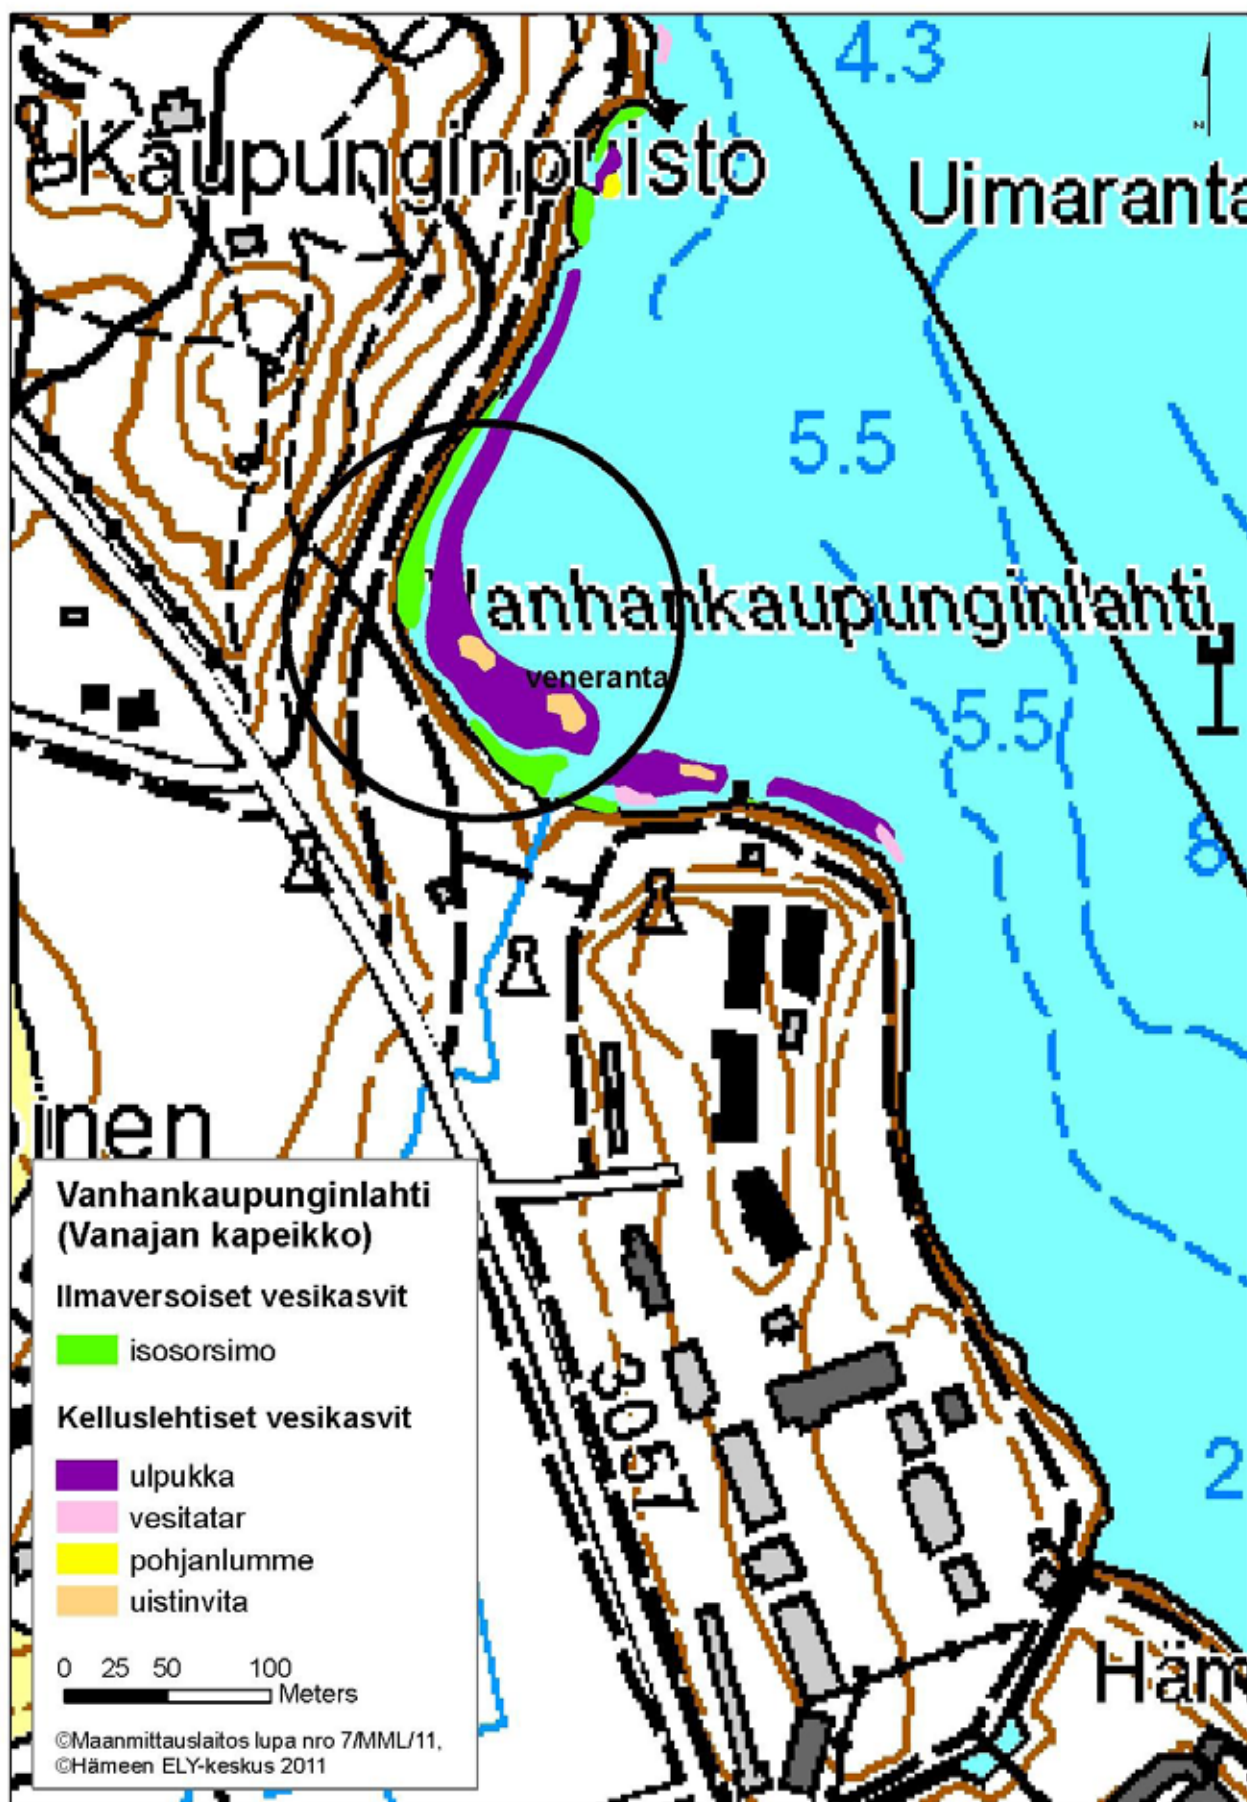 4.3
N
Kaupunginpuisto
Uimaranta
5.5
Vanhankaupunginlahti
veneranta
5.5
8
inen
Vanhankaupunginlahti
(Vanajan kapeikko)
Ilmaversoiset vesikasvit
isosorsimo
Kelluslehtiset vesikasvit
ulpukka
vesitatar
pohjanlumme
uistinvita
0 25 50 100
Meters
©Maanmittauslaitos lupa nro 7/MML/11,
©Hämeen ELY-keskus 2011
3057
2
Häm